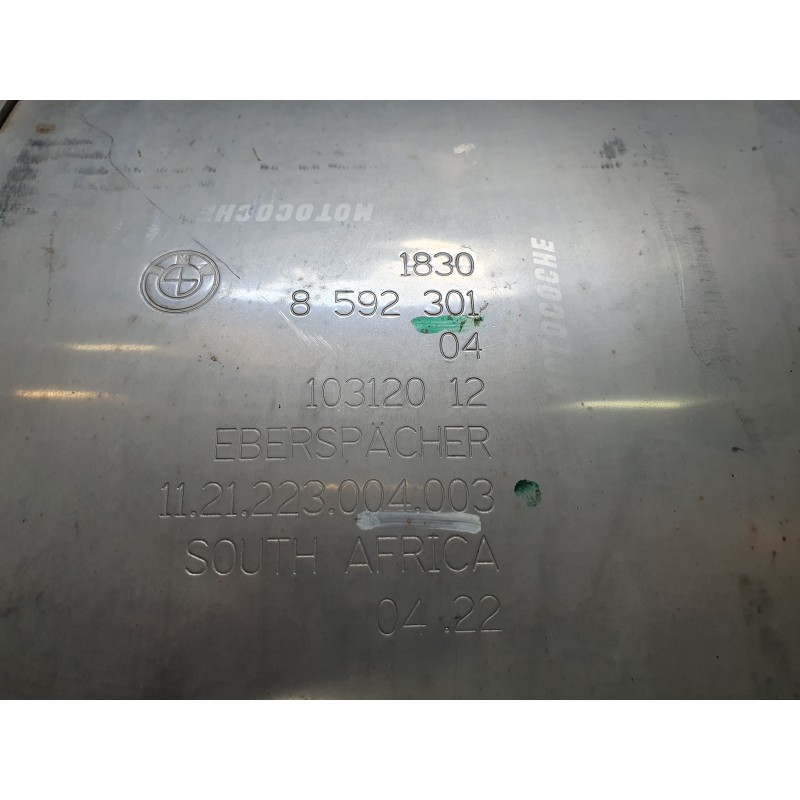 MOTOCOCHE
1830
8 592 301
04
MOTOCOCHE
103120 12
EBERSPÄCHER
11.21.223.004.003
SOUTH AFRICA
04.22